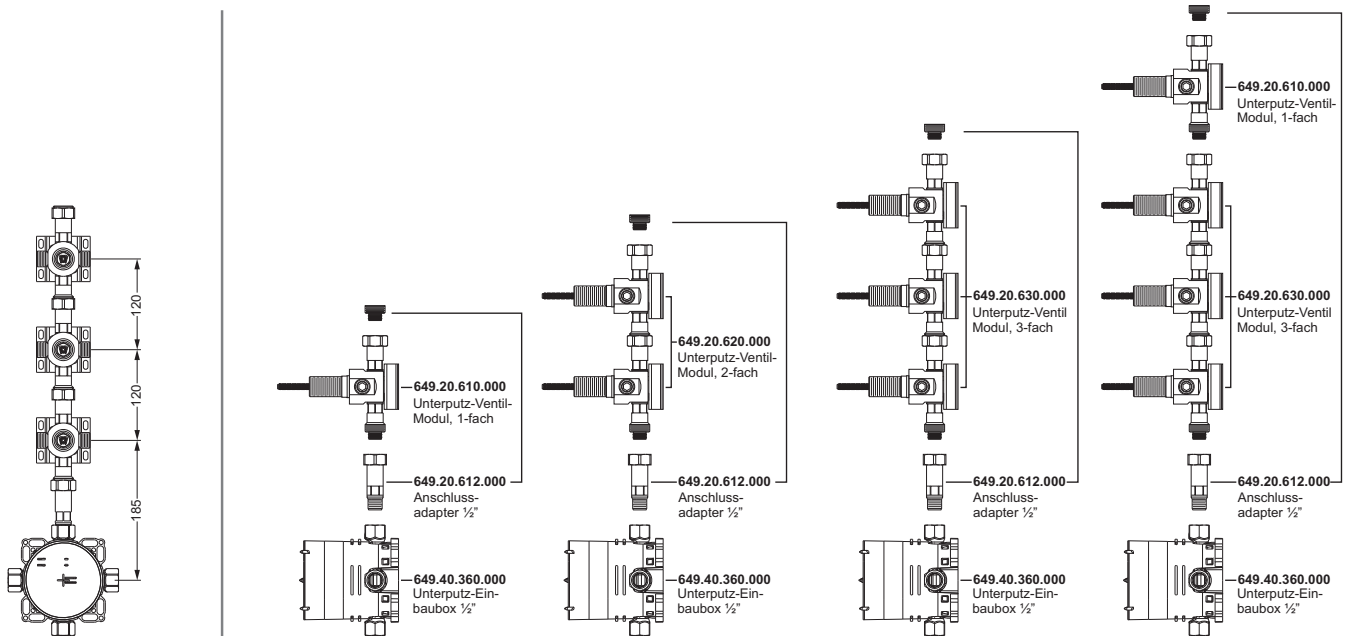 120
120
185
649.20.610.000
Unterputz-Ventil-
Modul, 1-fach
649.20.612.000
Anschluss-
adapter ½”
649.40.360.000
Unterputz-Ein-
baubox ½”
649.20.620.000
Unterputz-Ventil-
Modul, 2-fach
649.20.612.000
Anschluss-
adapter ½”
649.40.360.000
Unterputz-Ein-
baubox ½”
649.20.630.000
Unterputz-Ventil
Modul, 3-fach
649.20.612.000
Anschluss-
adapter ½”
649.40.360.000
Unterputz-Ein-
baubox ½”
649.20.610.000
Unterputz-Ventil-
Modul, 1-fach
649.20.630.000
Unterputz-Ventil
Modul, 3-fach
649.20.612.000
Anschluss-
adapter ½”
649.40.360.000
Unterputz-Ein-
baubox ½”